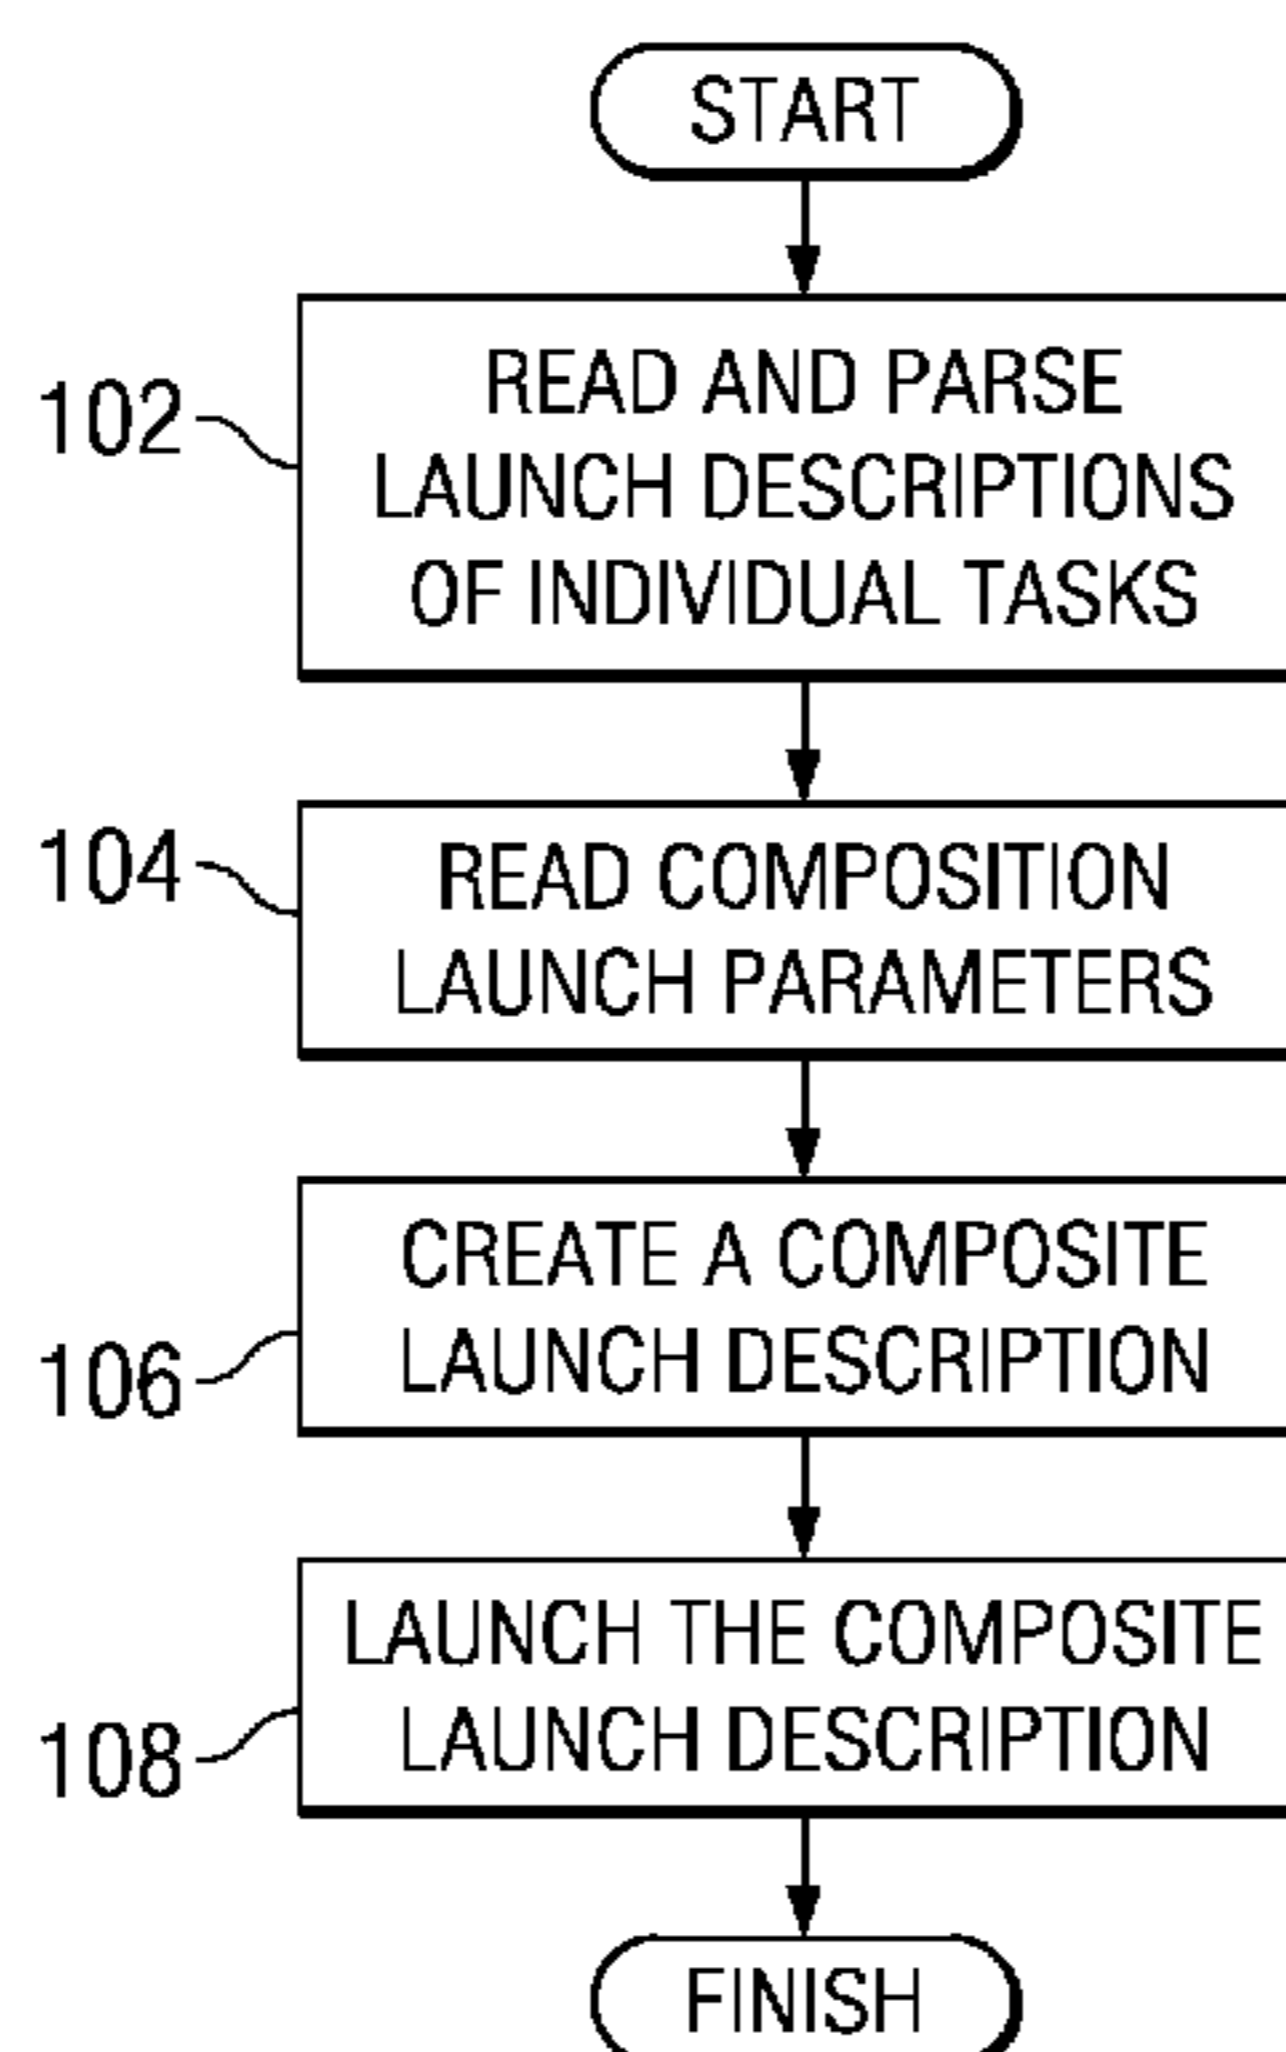 START
102
READ AND PARSE
LAUNCH DESCRIPTIONS
OF INDIVIDUAL TASKS
104
READ COMPOSITION
LAUNCH PARAMETERS
106
CREATE A COMPOSITE
LAUNCH DESCRIPTION
108
LAUNCH THE COMPOSITE
LAUNCH DESCRIPTION
FINISH